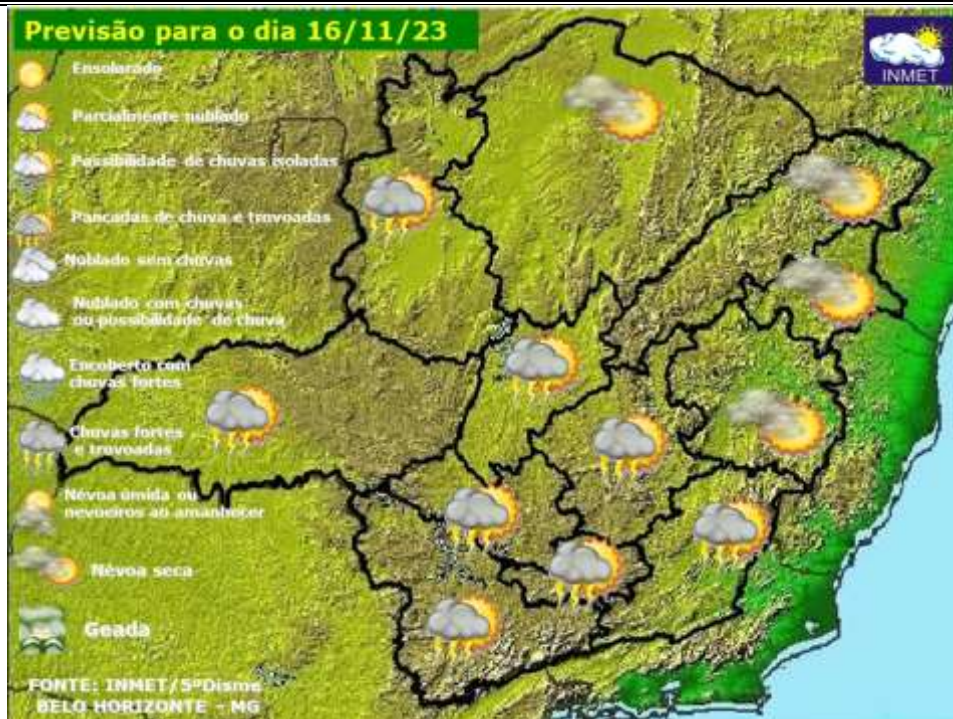 Previsão para o dia 16/11/23
INMET
Ensolarado
Parcialmente nublado
Possibilidade de chuvas isoladas
Pancadas de chuva e trovoadas
Nublado sem chuvas
Nublado com chuvas
ou possibilidade de chuva
Encoberto com
chuvas fortes
Chuvas fortes
e trovoadas
Névoa úmida ou
nevoeiros ao amanhecer
Névoa seca
Geada
FONTE: INMET/5ºDisme
BELO HORIZONTE - MG